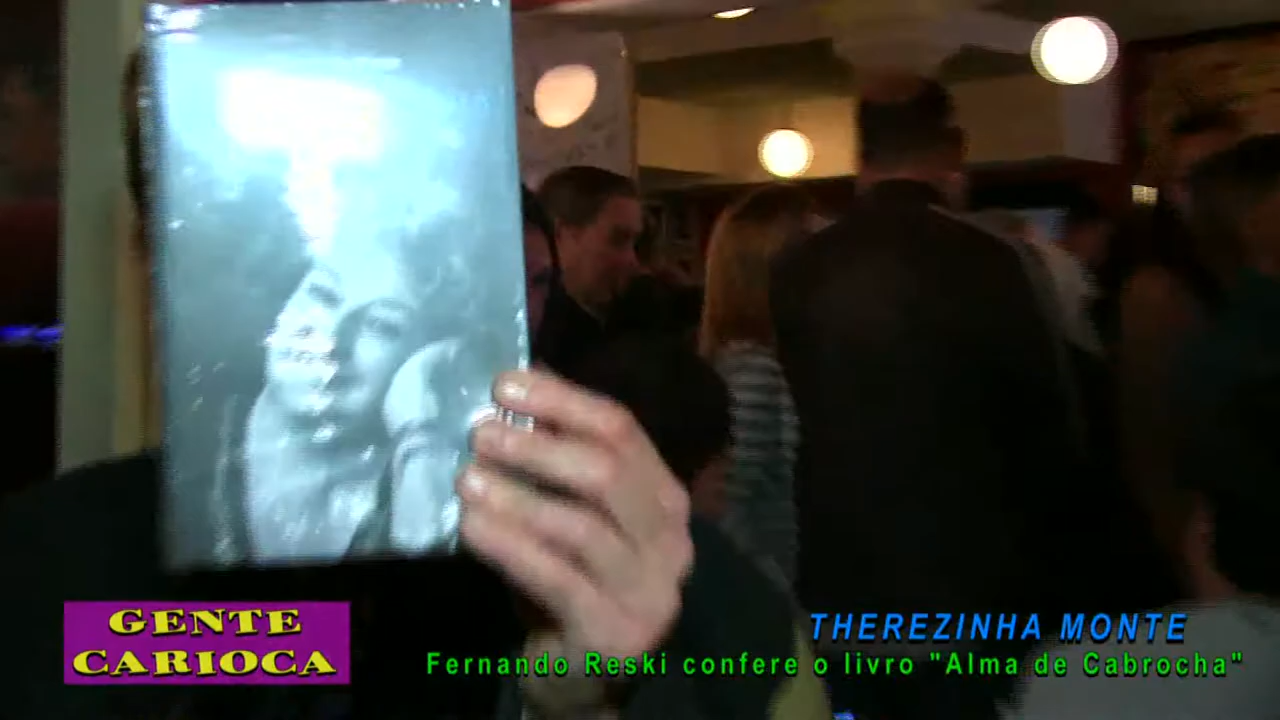 GENTE
CARIOCA
THEREZINHA MONTE
Fernando Reski confere o livro "Alma de Cabrocha"